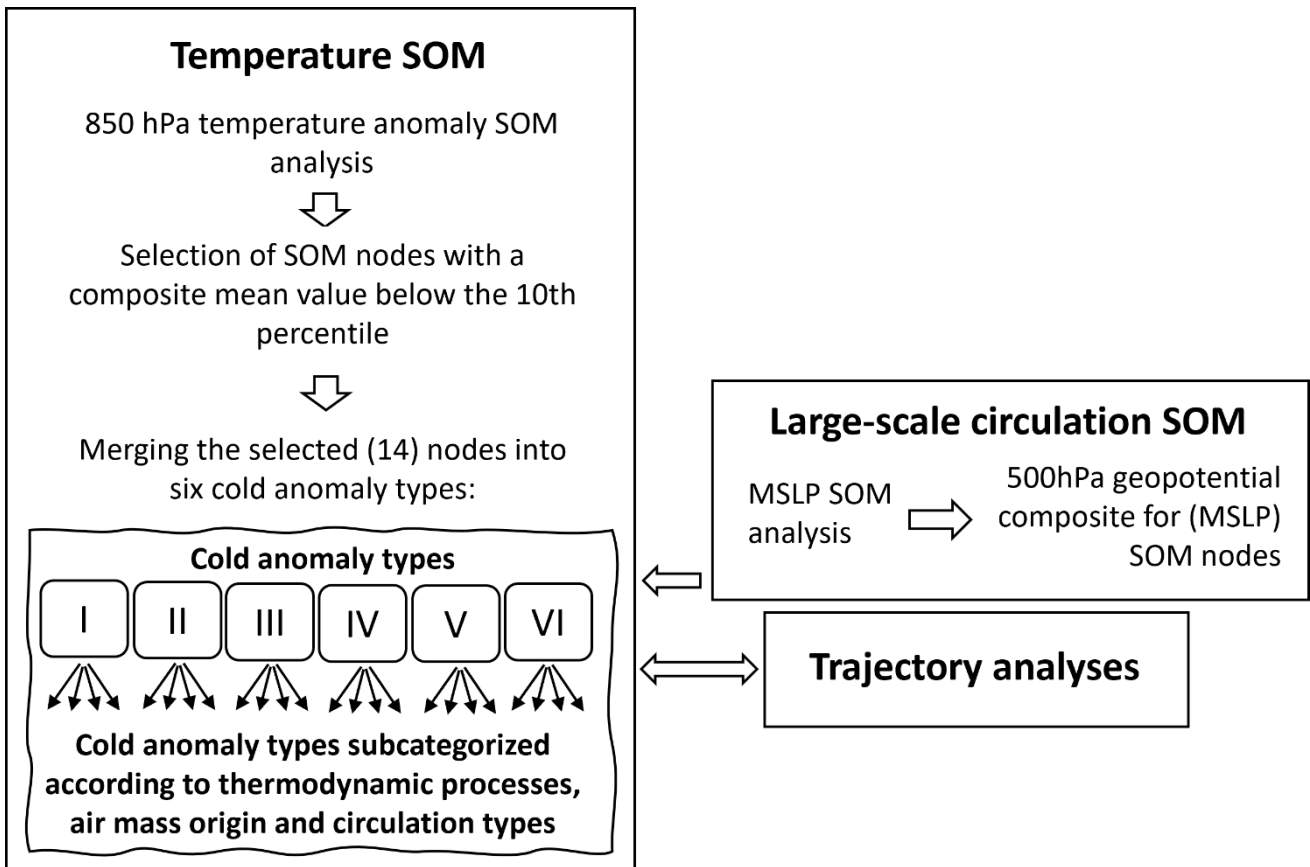 Temperature SOM
850 hPa temperature anomaly SOM
analysis
Selection of SOM nodes with a
composite mean value below the 10th
percentile
Merging the selected (14) nodes into
six cold anomaly types:
Cold anomaly types
I II III IV V VI
Cold anomaly types subcategorized
according to thermodynamic processes,
air mass origin and circulation types
Large-scale circulation SOM
MSLP SOM
analysis
500hPa geopotential
composite for (MSLP)
SOM nodes
Trajectory analyses